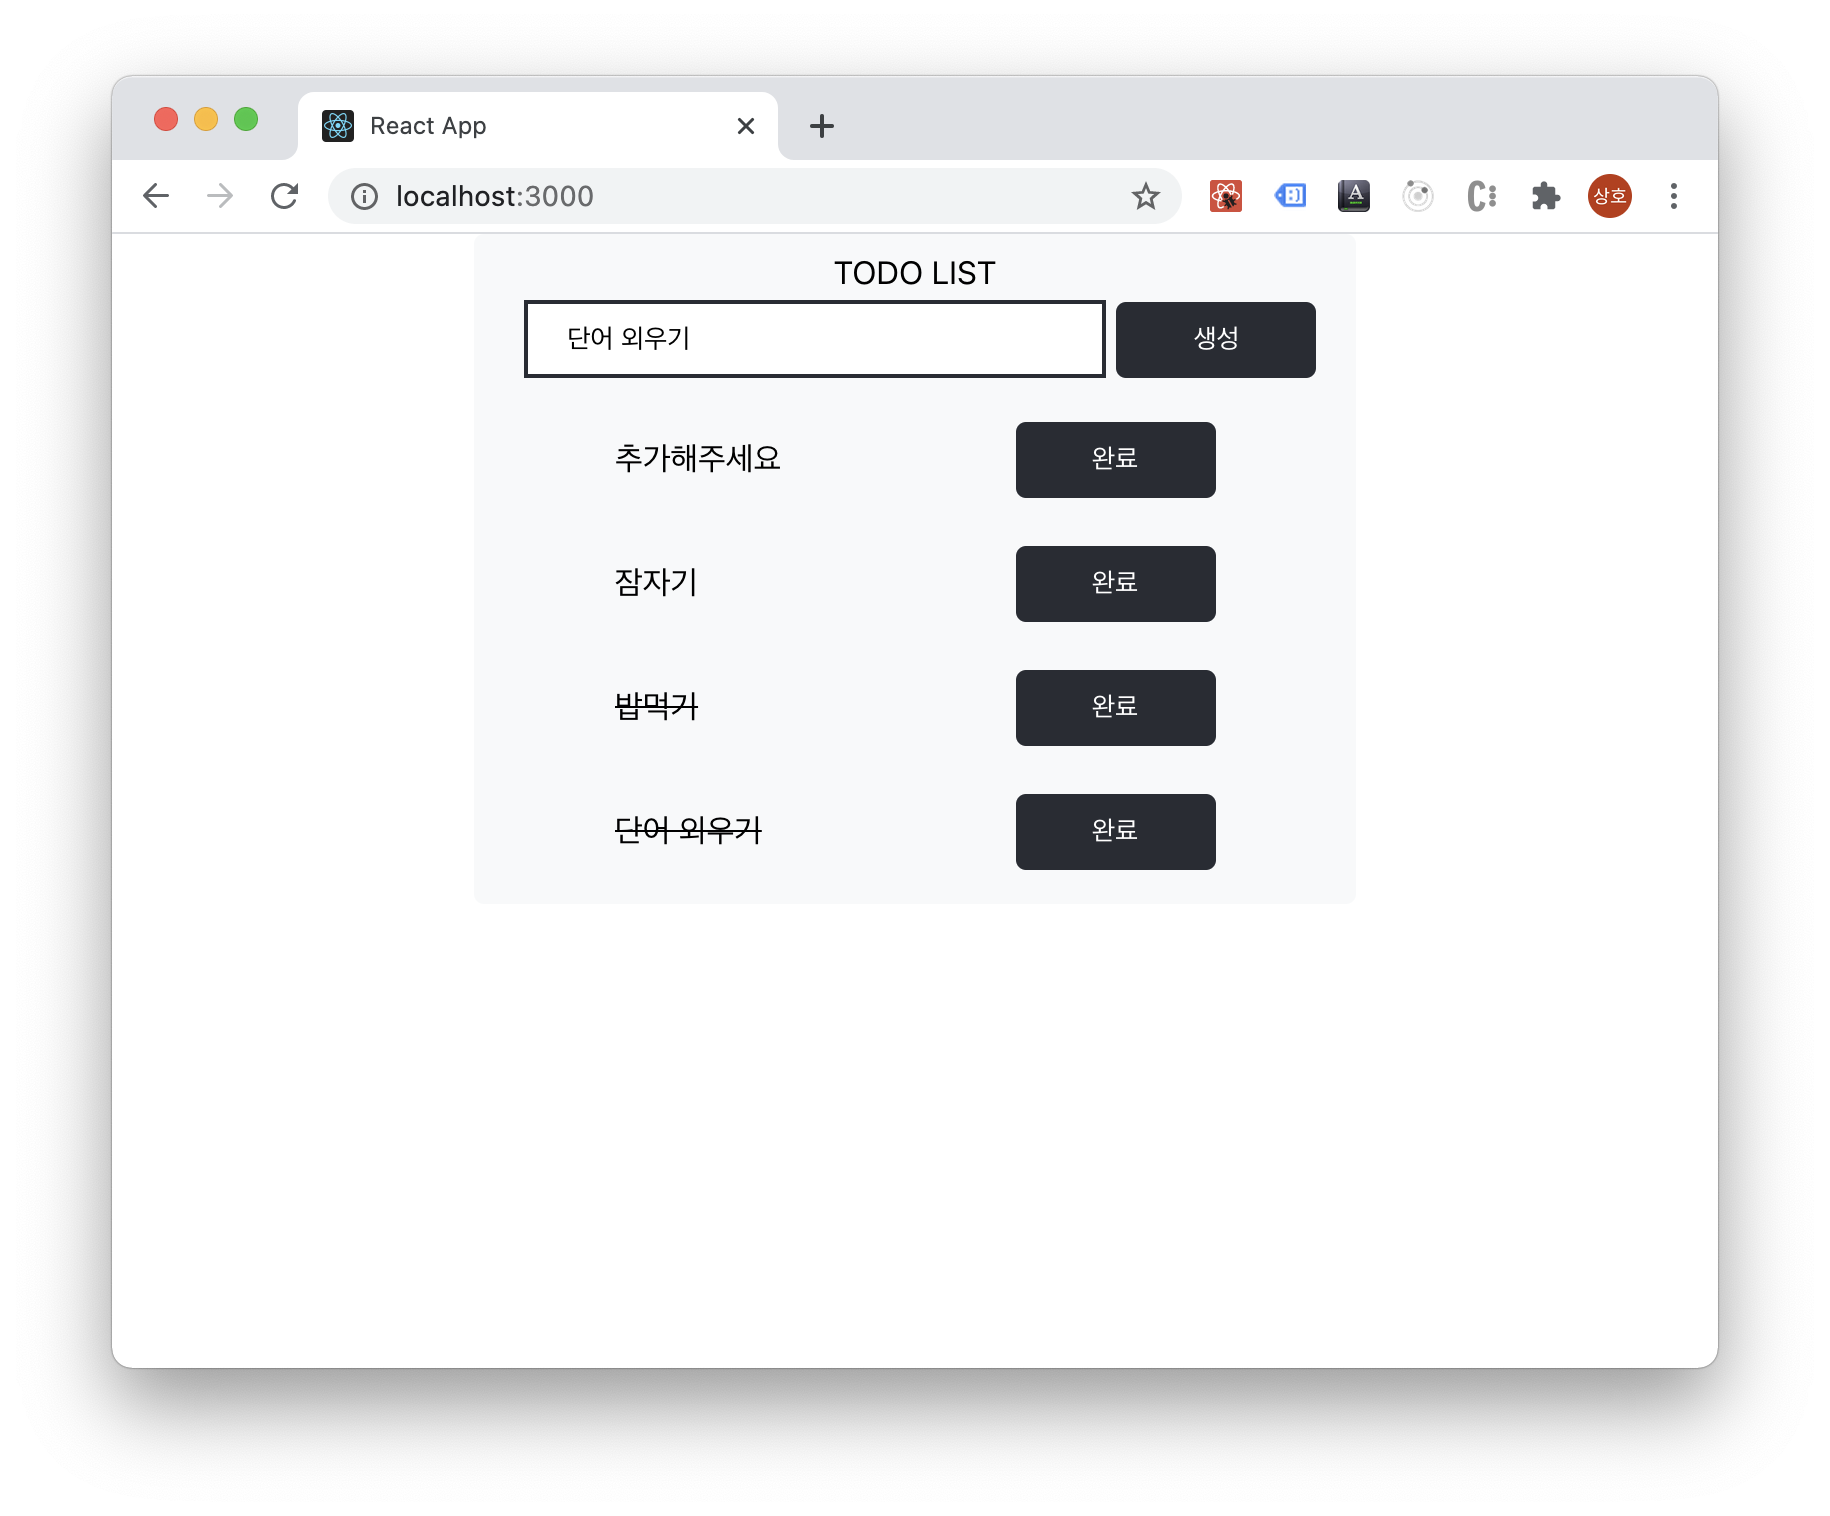 React App
localhost:3000
상호
TODO LIST
단어 외우기
생성
추가해주세요
완료
잠자기
완료
밥먹기
완료
단어 외우기
완료